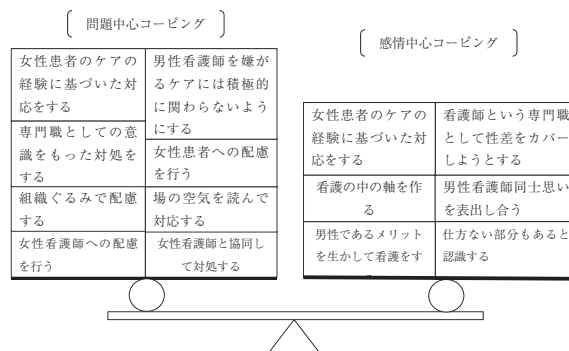 問題中心コーピング
女性患者のケアの
経験に基づいた対
応をする
専門職としての意
識をもった対処を
する
組織ぐるみで配慮
する
女性看護師への配慮
を行う
男性看護師を嫌が
るケアには積極的
に関わらないよう
にする
女性患者への配慮
を行う
場の空気を読んで
対応する
女性看護師と協同し
て対処する
感情中心コーピング
女性患者のケアの
経験に基づいた対
応をする
看護の中の軸を作
る
男性であるメリット
を生かして看護をす
看護師という専門職
として性差をカバー
しようとする
男性看護師同士思い
を表出し合う
仕方ない部分もあると
認識する